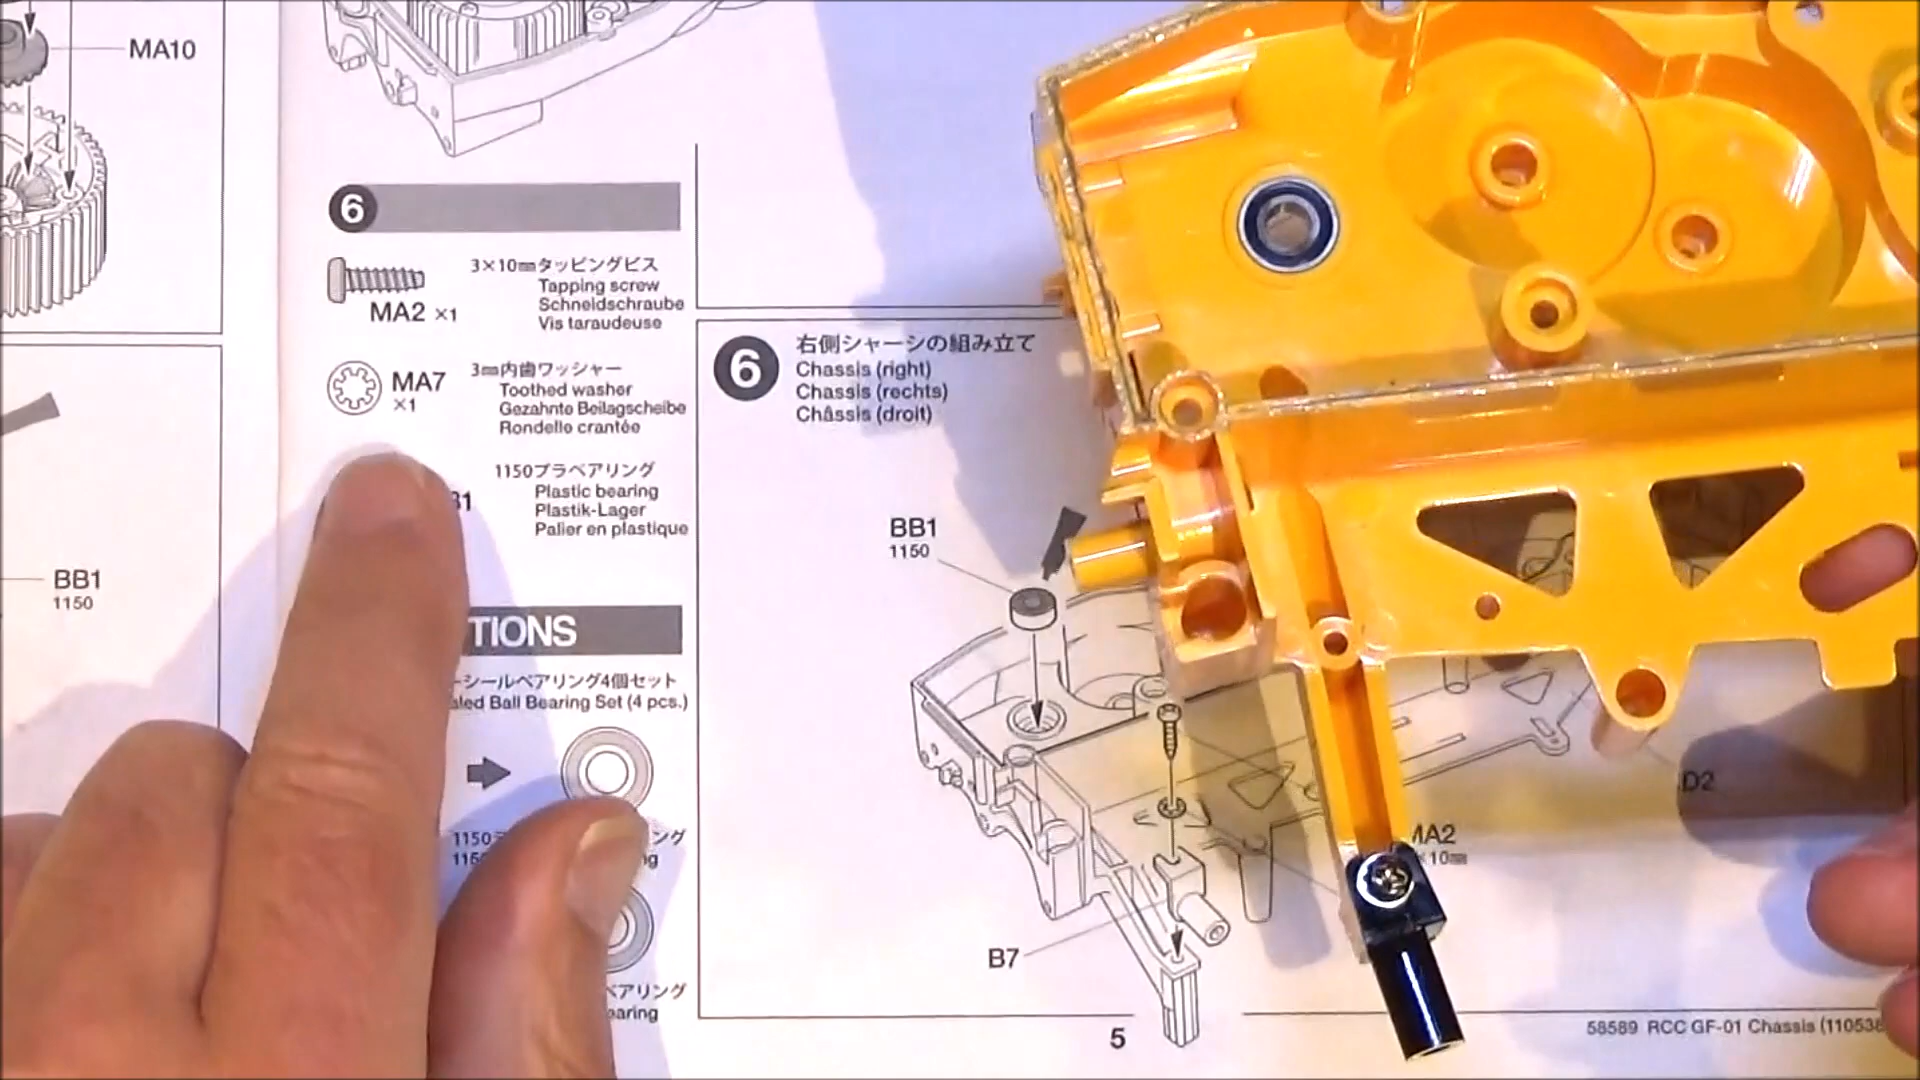 MA10
BB1
1150
6
3×10㎜タッピングビス
Tapping screw
Schneidschraube
Vis taraudeuse
MA2 ×1
3㎜内歯ワッシャー
Toothed washer
Gezahnte Beilagscheibe
Rondelle crantée
MA7
×1
1150プラベアリング
Plastic bearing
Plastik-Lager
Palier en plastique
TIONS
シールベアリング4個セット
Ball Bearing Set (4 pcs.)
1150
ング
ベアリング
6
右側シャーシの組み立て
Chassis (right)
Chassis (rechts)
Châssis (droit)
BB1
1150
D2
MA2
×10㎜
B7
5
58589 RCC GF-01 Chassis (11053